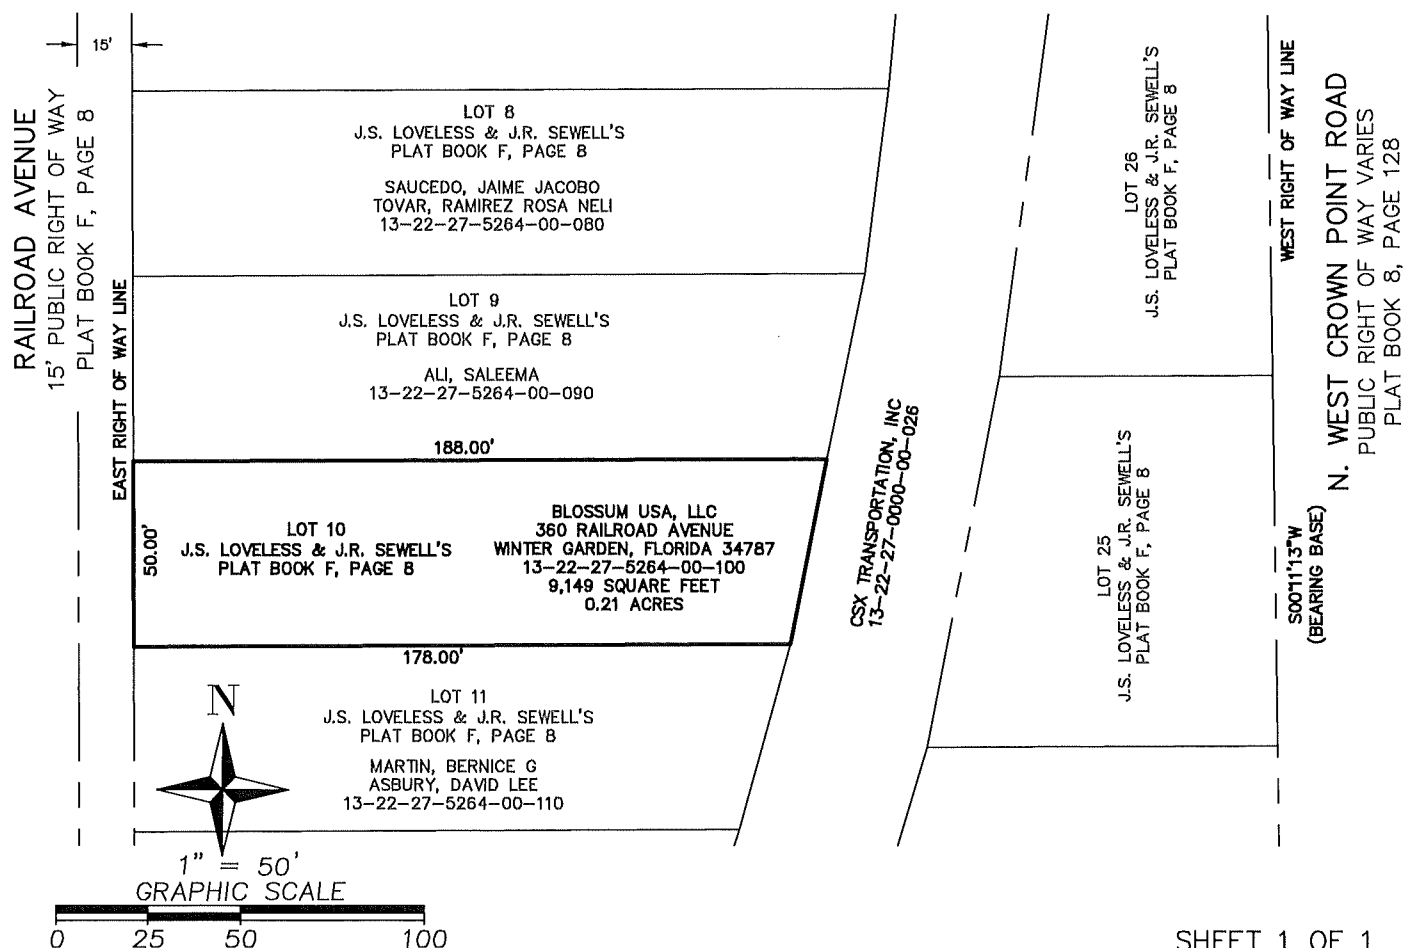 15'
RAILROAD AVENUE
15' PUBLIC RIGHT OF WAY
PLAT BOOK F, PAGE 8
EAST RIGHT OF WAY LINE
LOT 8
J.S. LOVELESS & J.R. SEWELL'S
PLAT BOOK F, PAGE 8
SAUCEDO, JAIME JACOBO
TOVAR, RAMIREZ ROSA NELI
13-22-27-5264-00-080
LOT 9
J.S. LOVELESS & J.R. SEWELL'S
PLAT BOOK F, PAGE 8
ALI, SALEEMA
13-22-27-5264-00-090
188.00'
50.00'
LOT 10
J.S. LOVELESS & J.R. SEWELL'S
PLAT BOOK F, PAGE 8
BLOSSUM USA, LLC
360 RAILROAD AVENUE
WINTER GARDEN, FLORIDA 34787
13-22-27-5264-00-100
9,149 SQUARE FEET
0.21 ACRES
178.00'
LOT 11
J.S. LOVELESS & J.R. SEWELL'S
PLAT BOOK F, PAGE 8
MARTIN, BERNICE G
ASBURY, DAVID LEE
13-22-27-5264-00-110
CSX TRANSPORTATION, INC
13-22-27-0000-00-026
LOT 26
J.S. LOVELESS & J.R. SEWELL'S
PLAT BOOK F, PAGE 8
LOT 25
J.S. LOVELESS & J.R. SEWELL'S
PLAT BOOK F, PAGE 8
WEST RIGHT OF WAY LINE
S00°11'13"W
(BEARING BASE)
N. WEST CROWN POINT ROAD
PUBLIC RIGHT OF WAY VARIES
PLAT BOOK 8, PAGE 128
N
1" = 50'
GRAPHIC SCALE
0 25 50 100
SHEET 1 OF 1